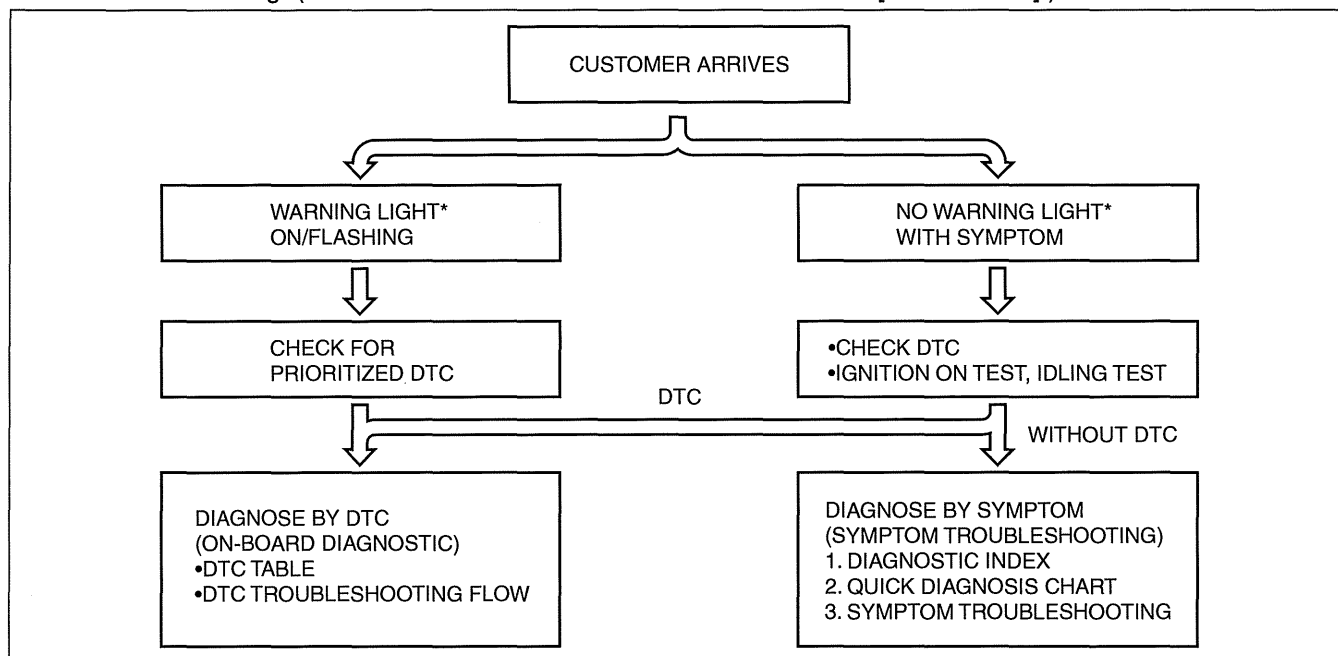 CUSTOMER ARRIVES
WARNING LIGHT*
ON/FLASHING
NO WARNING LIGHT*
WITH SYMPTOM
CHECK FOR
PRIORITIZED DTC
•CHECK DTC
•IGNITION ON TEST, IDLING TEST
DTC
WITHOUT DTC
DIAGNOSE BY DTC
(ON-BOARD DIAGNOSTIC)
•DTC TABLE
•DTC TROUBLESHOOTING FLOW
DIAGNOSE BY SYMPTOM
(SYMPTOM TROUBLESHOOTING)
1. DIAGNOSTIC INDEX
2. QUICK DIAGNOSIS CHART
3. SYMPTOM TROUBLESHOOTING